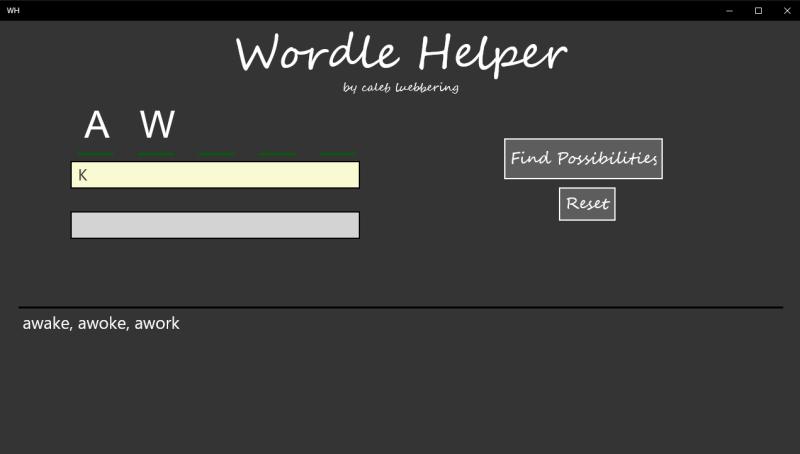 WH
Wordle Helper
by caleb luebbering
A W
K
Find Possibilities
Reset
awake, awoke, awork